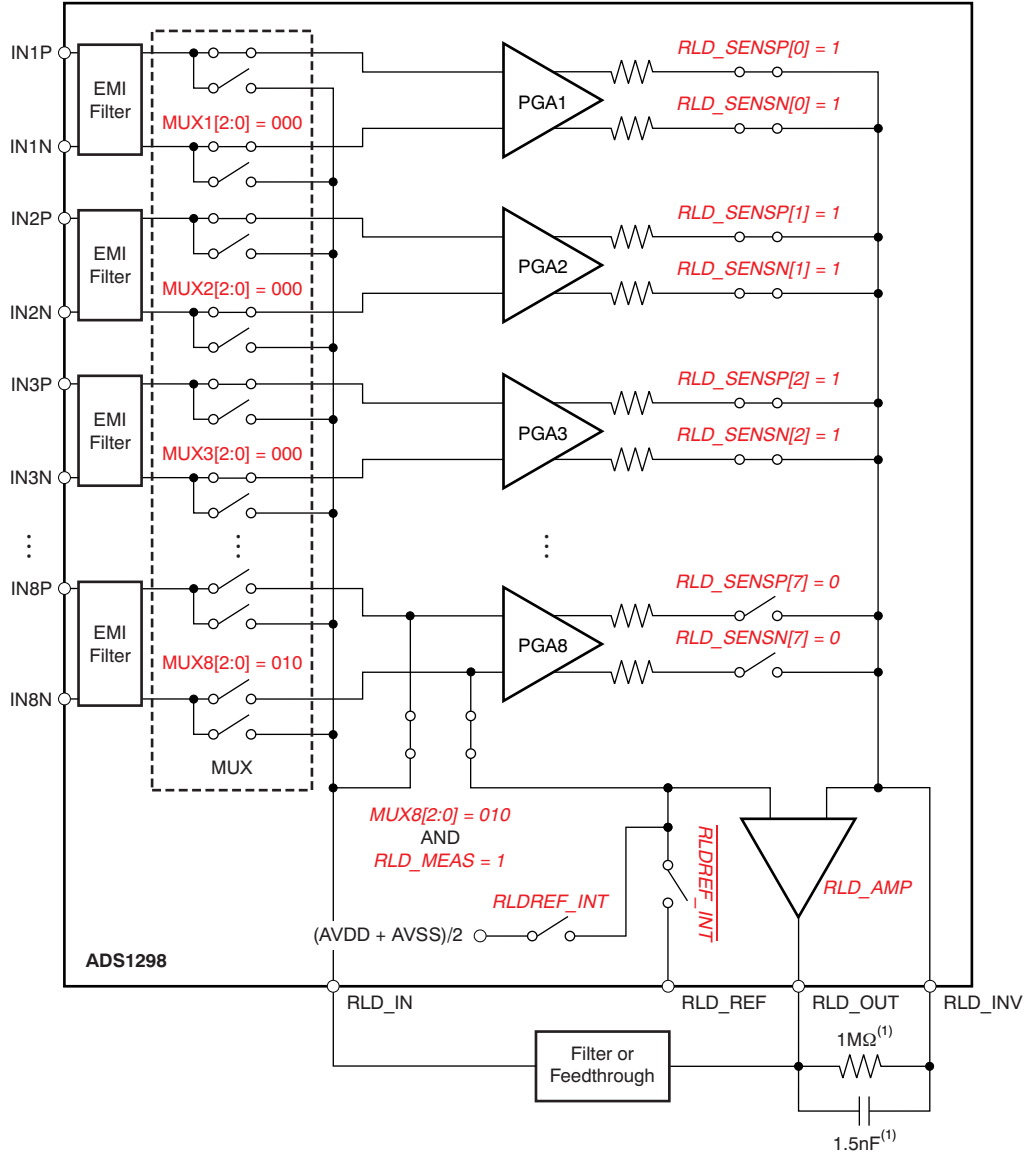 IN1P
EMI
Filter
RLD_SENSP[0] = 1
PGA1
RLD_SENSN[0] = 1
MUX1[2:0] = 000
IN1N
IN2P
EMI
Filter
RLD_SENSP[1] = 1
PGA2
RLD_SENSN[1] = 1
MUX2[2:0] = 000
IN2N
IN3P
EMI
Filter
RLD_SENSP[2] = 1
PGA3
RLD_SENSN[2] = 1
MUX3[2:0] = 000
IN3N
IN8P
EMI
Filter
RLD_SENSP[7] = 0
PGA8
RLD_SENSN[7] = 0
MUX8[2:0] = 010
IN8N
MUX
MUX8[2:0] = 010
AND
RLD_MEAS = 1
RLDREF_INT
RLD_AMP
RLDREF_INT
(AVDD + AVSS)/2
ADS1298
RLD_IN
RLD_REF
RLD_OUT
RLD_INV
Filter or
Feedthrough
1MΩ(1)
1.5nF(1)